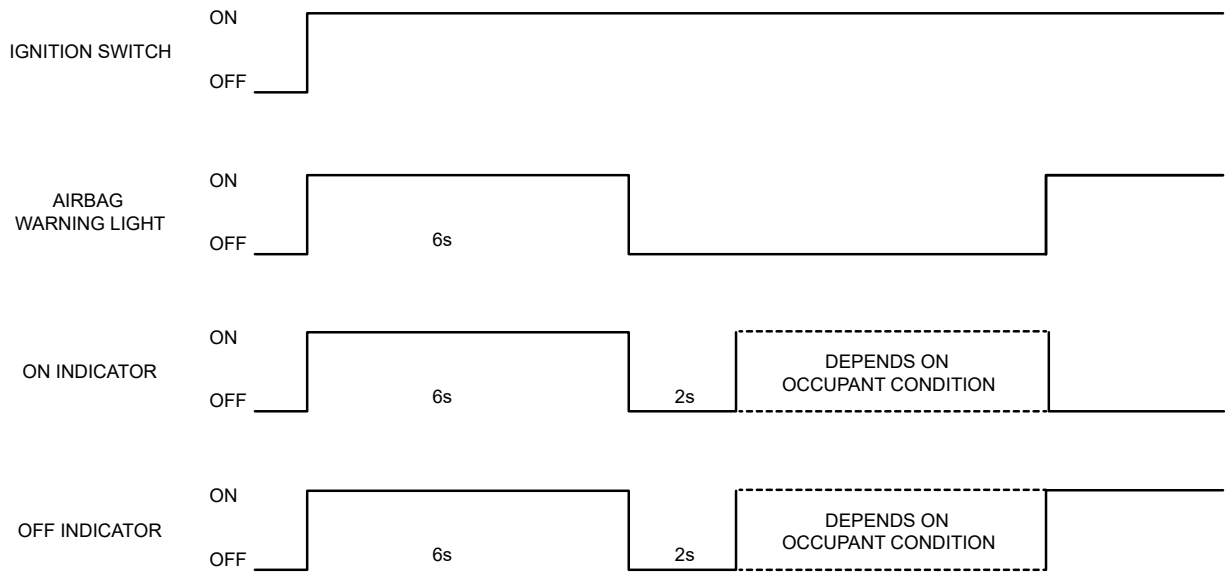 ON
IGNITION SWITCH
OFF
ON
AIRBAG
WARNING LIGHT
6s
OFF
ON
DEPENDS ON
ON INDICATOR
OCCUPANT CONDITION
6s
2s
OFF
ON
DEPENDS ON
OFF INDICATOR
OCCUPANT CONDITION
6s
2s
OFF